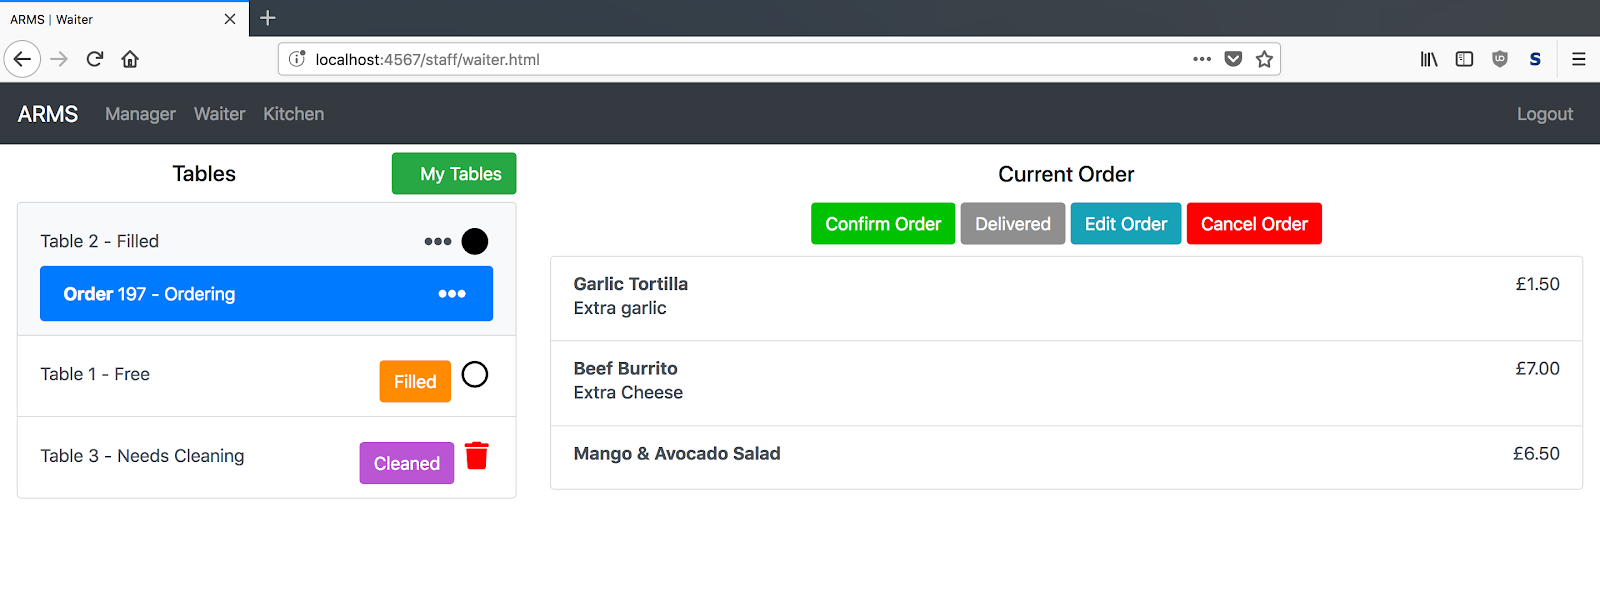 ARMS | Waiter
localhost:4567/staff/waiter.html
S
ARMS Manager Waiter Kitchen Logout
Tables
My Tables
Table 2 - Filled
Order 197 - Ordering
Table 1 - Free
Filled
Table 3 - Needs Cleaning
Cleaned
Current Order
Confirm Order Delivered Edit Order Cancel Order
Garlic Tortilla £1.50
Extra garlic
Beef Burrito £7.00
Extra Cheese
Mango & Avocado Salad £6.50